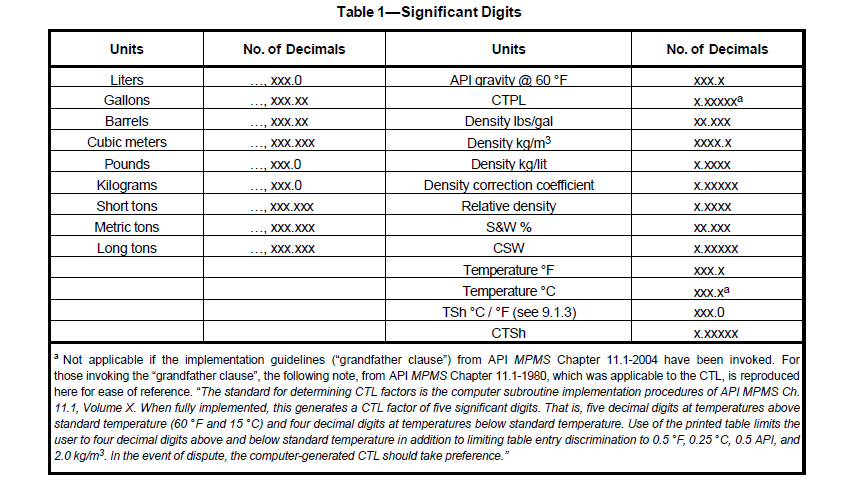 Table 1—Significant Digits
Units No. of Decimals Units No. of Decimals
Liters …, xxx.0 API gravity @ 60 °F xxx.x
Gallons …, xxx.xx CTPL x.xxxxxᵃ
Barrels …, xxx.xx Density lbs/gal xx.xxx
Cubic meters …, xxx.xxx Density kg/m³ xxxx.x
Pounds …, xxx.0 Density kg/lit x.xxxx
Kilograms …, xxx.0 Density correction coefficient x.xxxxx
Short tons …, xxx.xxx Relative density x.xxxx
Metric tons …, xxx.xxx S&W % xx.xxx
Long tons …, xxx.xxx CSW x.xxxxx
Temperature °F xxx.x
Temperature °C xxx.xᵃ
TSh °C / °F (see 9.1.3) xxx.0
CTSh x.xxxxx
ᵃ Not applicable if the implementation guidelines (“grandfather clause”) from API MPMS Chapter 11.1-2004 have been invoked. For
those invoking the “grandfather clause”, the following note, from API MPMS Chapter 11.1-1980, which was applicable to the CTL, is reproduced
here for ease of reference. “The standard for determining CTL factors is the computer subroutine implementation procedures of API MPMS Ch.
11.1, Volume X. When fully implemented, this generates a CTL factor of five significant digits. That is, five decimal digits at temperatures above
standard temperature (60 °F and 15 °C) and four decimal digits at temperatures below standard temperature. Use of the printed table limits the
user to four decimal digits above and below standard temperature in addition to limiting table entry discrimination to 0.5 °F, 0.25 °C, 0.5 API, and
2.0 kg/m³. In the event of dispute, the computer-generated CTL should take preference.”